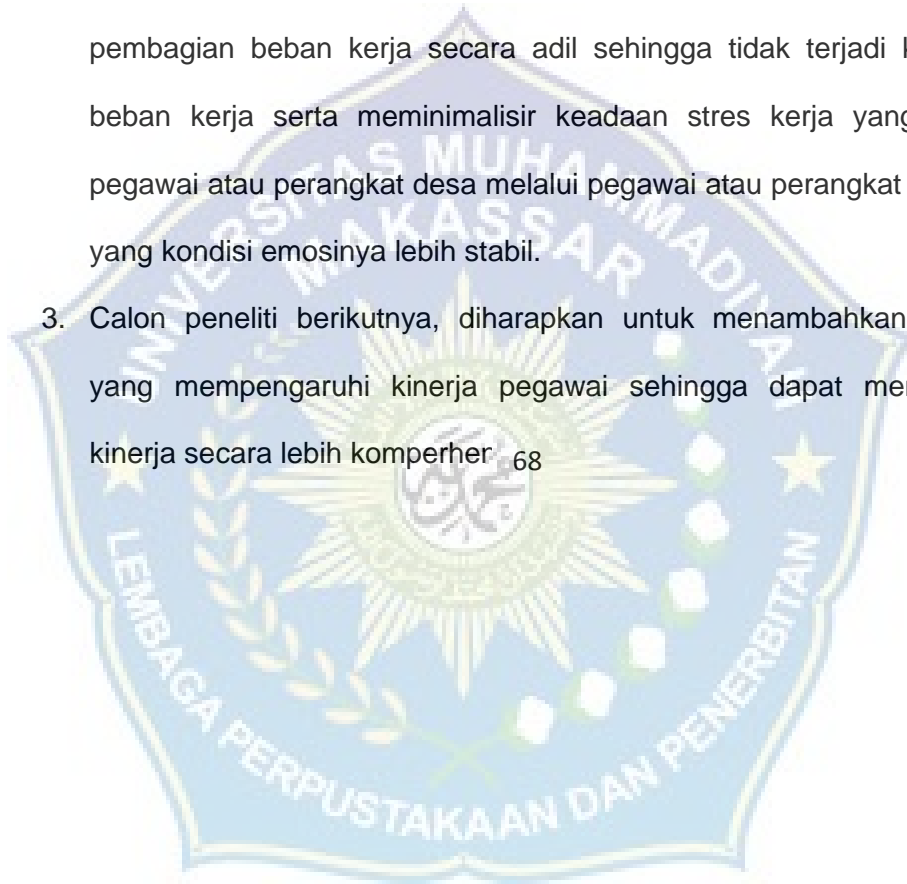 pembagian beban kerja secara adil sehingga tidak terjadi k
beban kerja serta meminimalisir keadaan stres kerja yang
pegawai atau perangkat desa melalui pegawai atau perangkat
yang kondisi emosinya lebih stabil.
3. Calon peneliti berikutnya, diharapkan untuk menambahkan
yang mempengaruhi kinerja pegawai sehingga dapat mer
kinerja secara lebih komperher 68
UNIVERSITAS MUHAMMADIYAH
MAKASSAR
LEMBAGA PERPUSTAKAAN DAN PENERBITAN